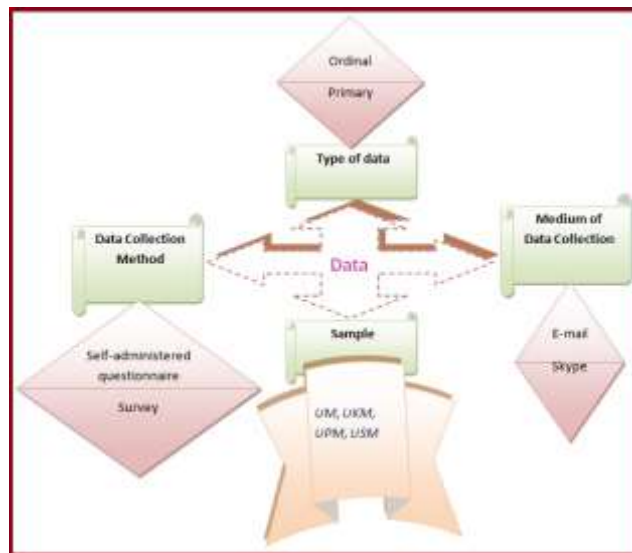 Ordinal
Primary
Type of data
Data Collection
Method
Medium of
Data Collection
Data
Sample
Self-administered
questionnaire
Survey
E-mail
Skype
UM, UKM,
UPM, USM